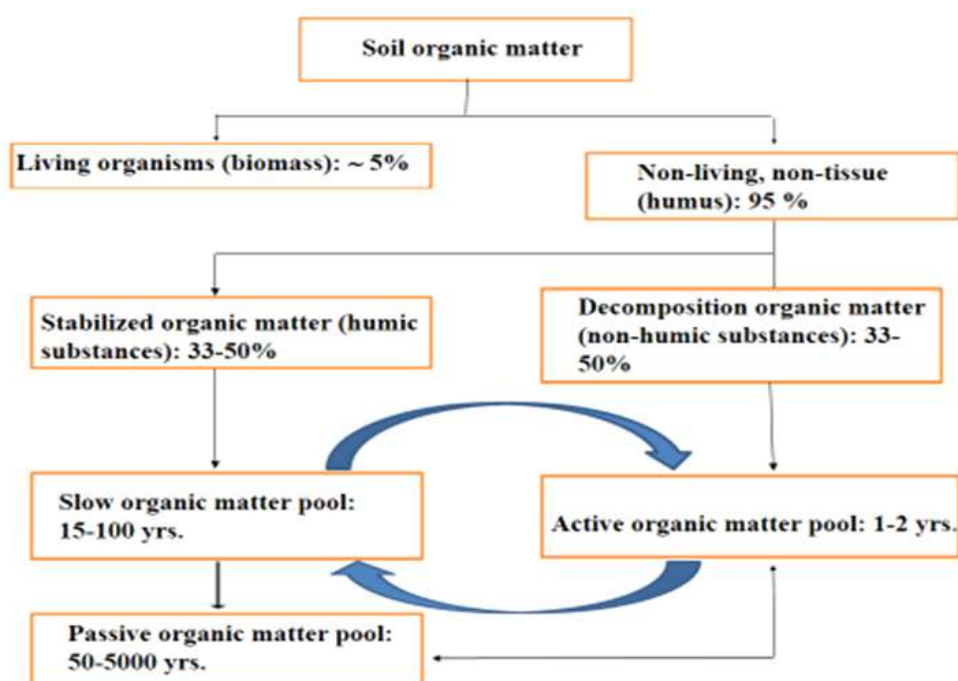 Soil organic matter
Living organisms (biomass): ~ 5%
Non-living, non-tissue
(humus): 95 %
Stabilized organic matter (humic
substances): 33-50%
Decomposition organic matter
(non-humic substances): 33-
50%
Slow organic matter pool:
15-100 yrs.
Active organic matter pool: 1-2 yrs.
Passive organic matter pool:
50-5000 yrs.